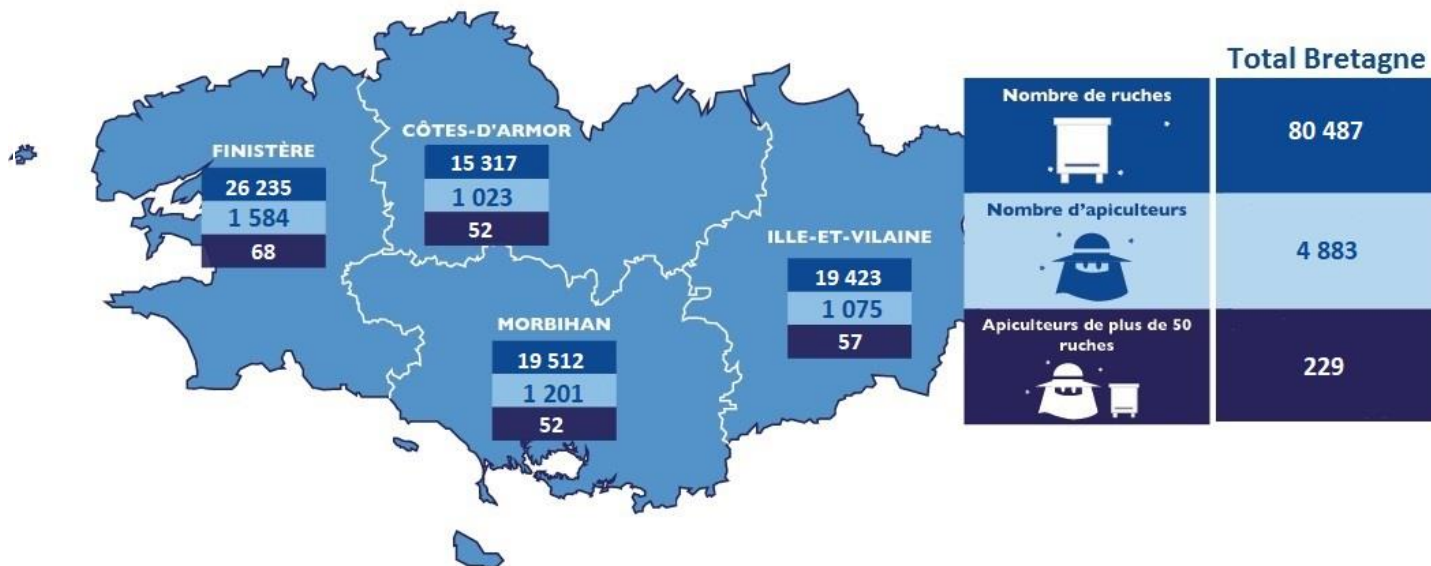 Total Bretagne
Nombre de ruches
80 487
Nombre d'apiculteurs
4 883
Apiculteurs de plus de 50
ruches
229
FINISTÈRE
26 235
1 584
68
CÔTES-D'ARMOR
15 317
1 023
52
ILLE-ET-VILAINE
19 423
1 075
57
MORBIHAN
19 512
1 201
52